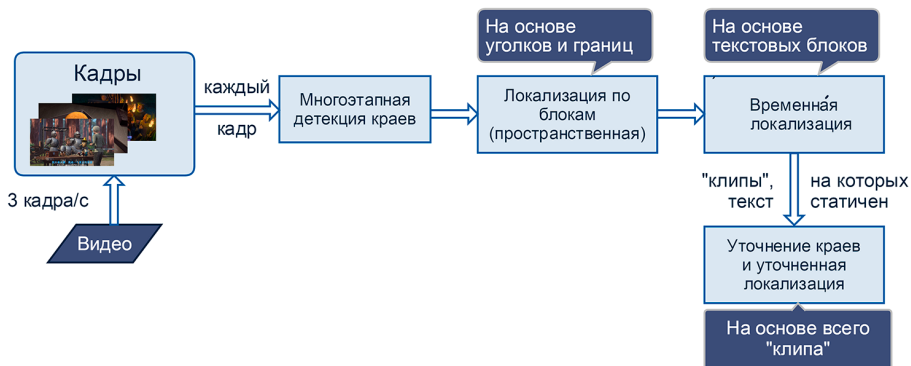 Видео
3 кадра/с
Кадры
каждый
кадр
Многоэтапная
детекция краев
На основе
уголков и границ
Локализация по
блокам
(пространственная)
На основе
текстовых блоков
Временна́я
локализация
"клипы", на которых
текст статичен
Уточнение краев
и уточненная
локализация
На основе всего
"клипа"